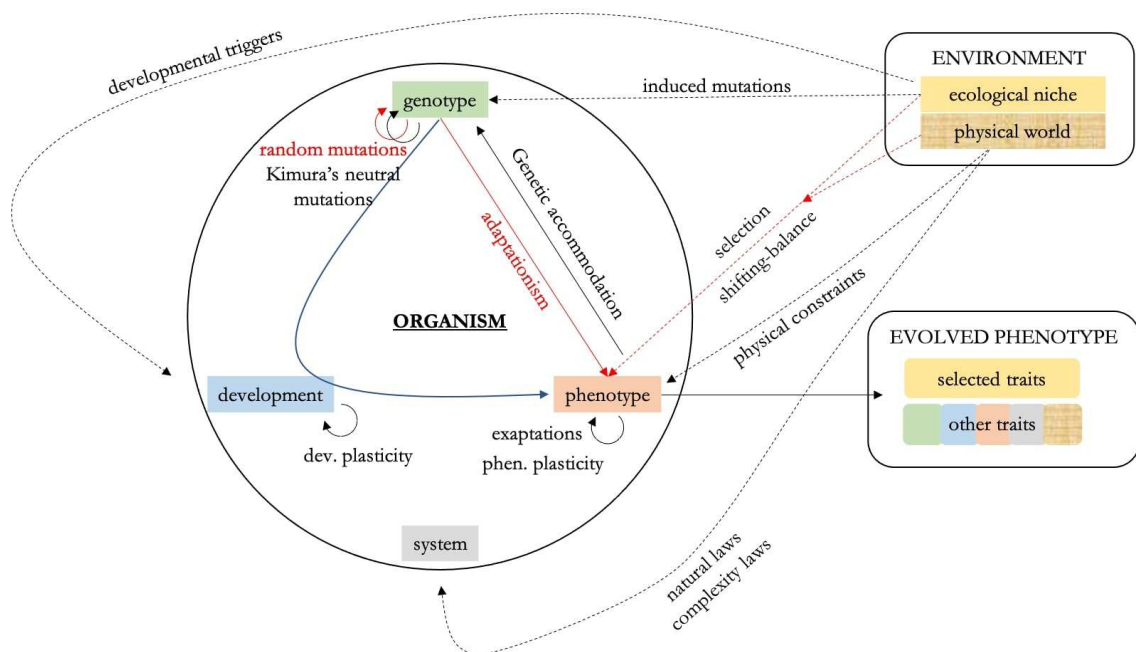 developmental triggers
ENVIRONMENT
ecological niche
physical world
induced mutations
genotype
random mutations
Kimura's neutral
mutations
Genetic accommodation
adaptationism
selection
shifting-balance
physical constraints
ORGANISM
EVOLVED PHENOTYPE
selected traits
other traits
development
phenotype
dev. plasticity
exaptations
phen. plasticity
system
natural laws
complexity laws